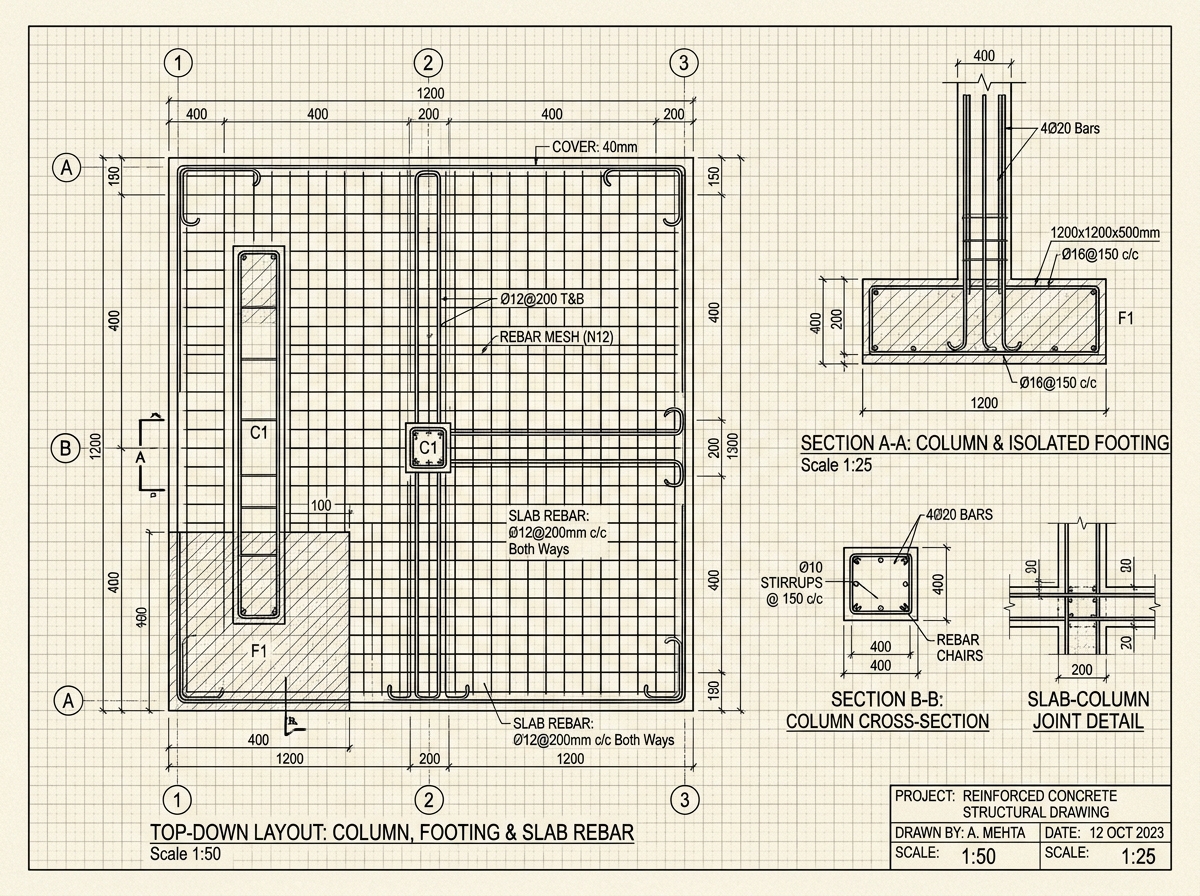 1
2
3
1200
400
400
200
400
200
COVER: 40mm
A
150
400
Ø12@200 T&B
REBAR MESH (N12)
400
B
1200
A
C1
C1
200
1300
100
SLAB REBAR:
Ø12@200mm c/c
Both Ways
400
400
F1
A
SLAB REBAR:
Ø12@200mm c/c Both Ways
400
1200
200
1200
1
2
3
TOP-DOWN LAYOUT: COLUMN, FOOTING & SLAB REBAR
Scale 1:50
400
4Ø20 Bars
1200x1200x500mm
Ø16@150 c/c
400
200
F1
Ø16@150 c/c
1200
SECTION A-A: COLUMN & ISOLATED FOOTING
Scale 1:25
4Ø20 BARS
Ø10
STIRRUPS
@ 150 c/c
400
REBAR
CHAIRS
400
400
SECTION B-B:
COLUMN CROSS-SECTION
200
SLAB-COLUMN
JOINT DETAIL
PROJECT: REINFORCED CONCRETE
STRUCTURAL DRAWING
DRAWN BY: A. MEHTA
DATE: 12 OCT 2023
SCALE: 1:50
SCALE: 1:25